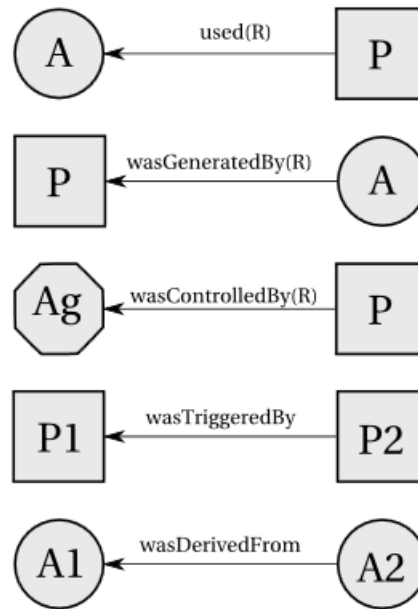 A used(R) P
P wasGeneratedBy(R) A
Ag wasControlledBy(R) P
P1 wasTriggeredBy P2
A1 wasDerivedFrom A2